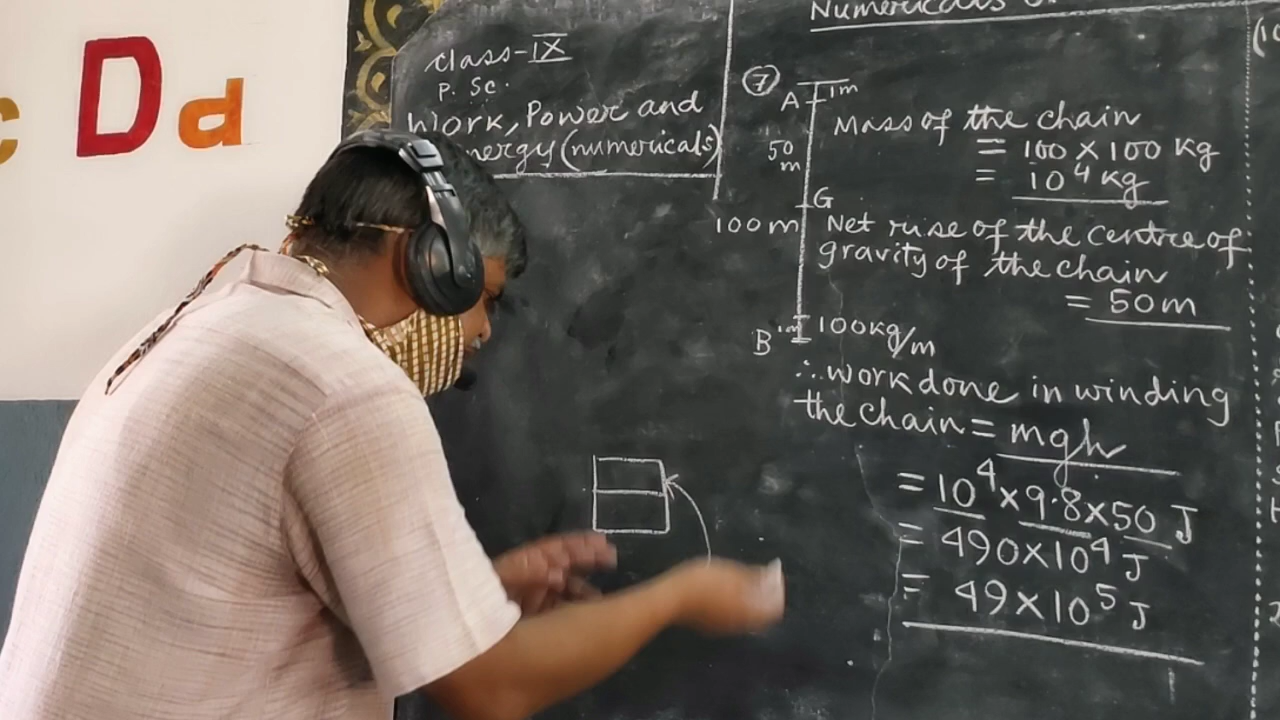 D d
class-IX
P. Sc.
Work, Power and
nergy (numericals)
Numericals
7
A 1m
50
m
G
100m
B 1m 100kg/m
Mass of the chain
= 100 × 100 kg
= 10⁴ kg
Net rise of the centre of
gravity of the chain
= 50m
∴ work done in winding
the chain = mgh
= 10⁴ × 9.8 × 50 J
= 490 × 10⁴ J
= 49 × 10⁵ J